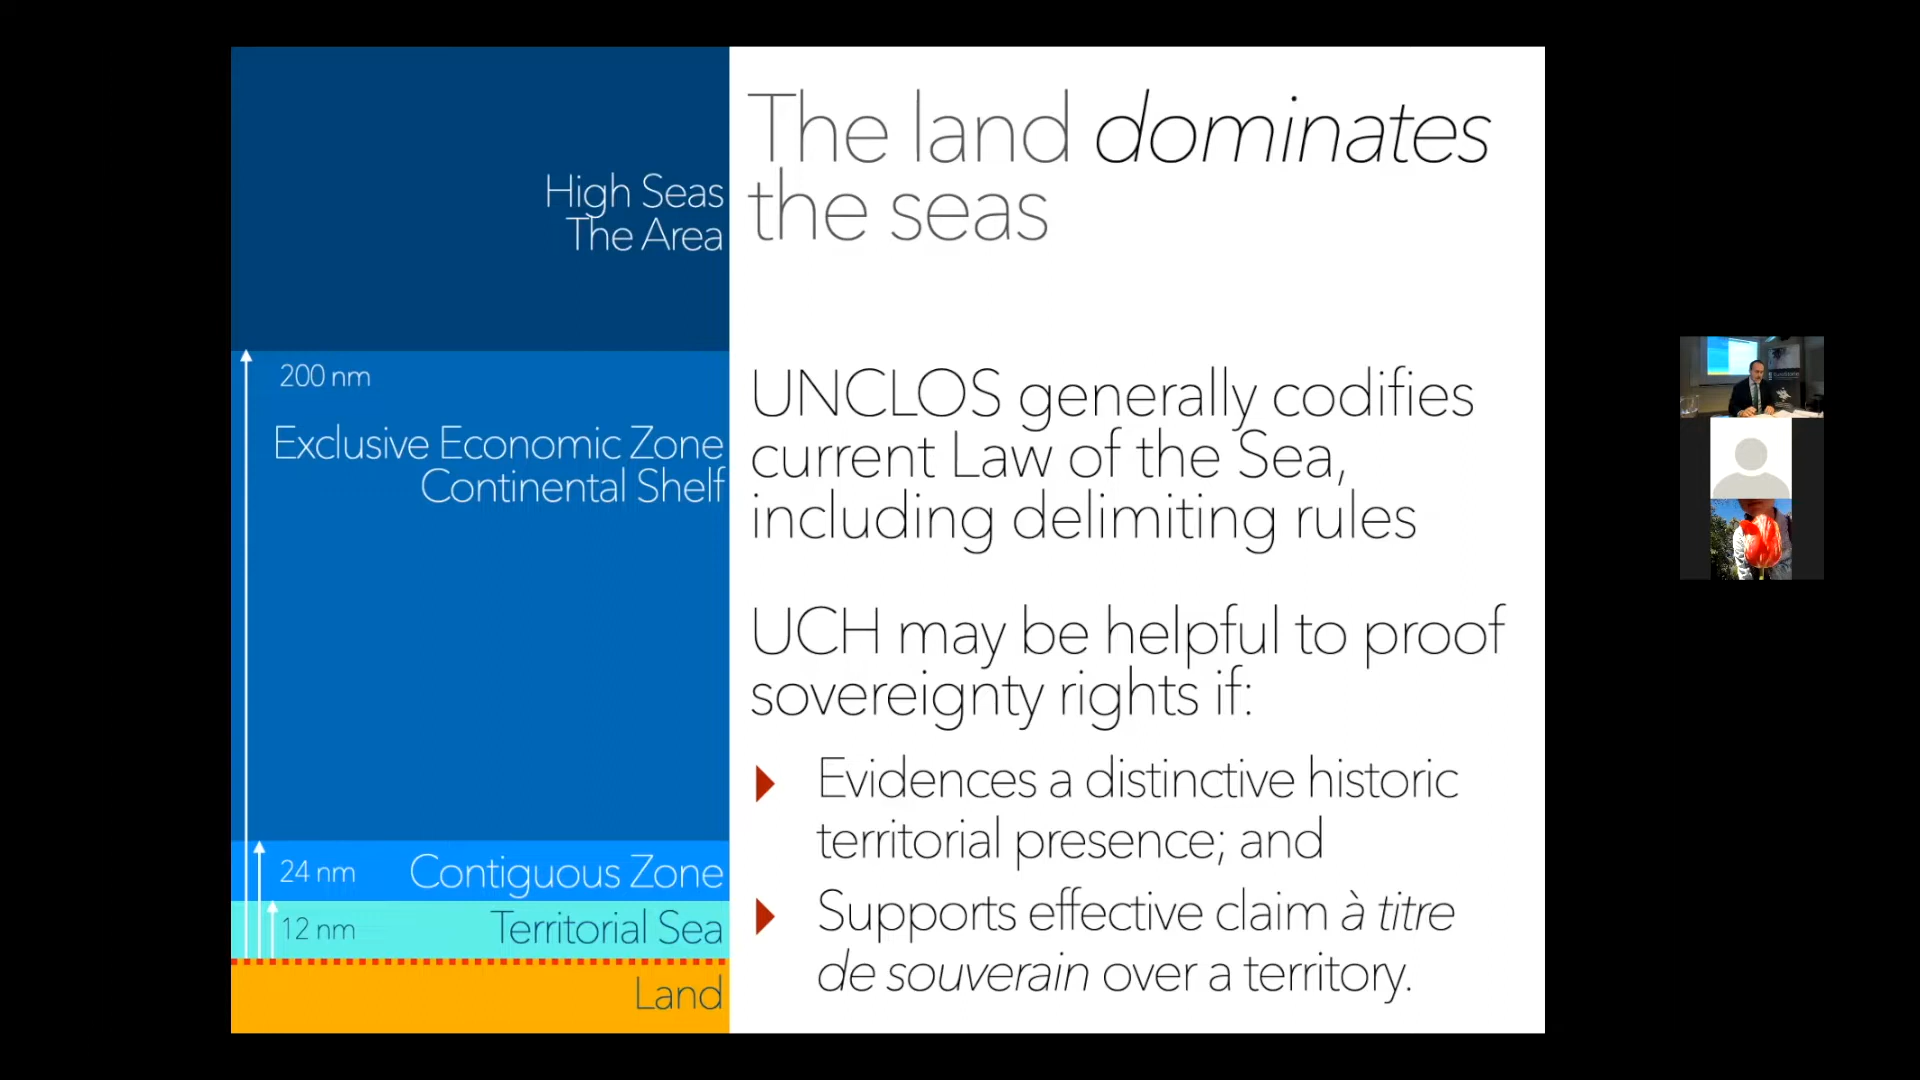 High Seas
The Area
200 nm
Exclusive Economic Zone
Continental Shelf
24 nm
Contiguous Zone
12 nm
Territorial Sea
Land
The land dominates
the seas
UNCLOS generally codifies
current Law of the Sea,
including delimiting rules
UCH may be helpful to proof
sovereignty rights if:
Evidences a distinctive historic
territorial presence; and
Supports effective claim à titre
de souverain over a territory.